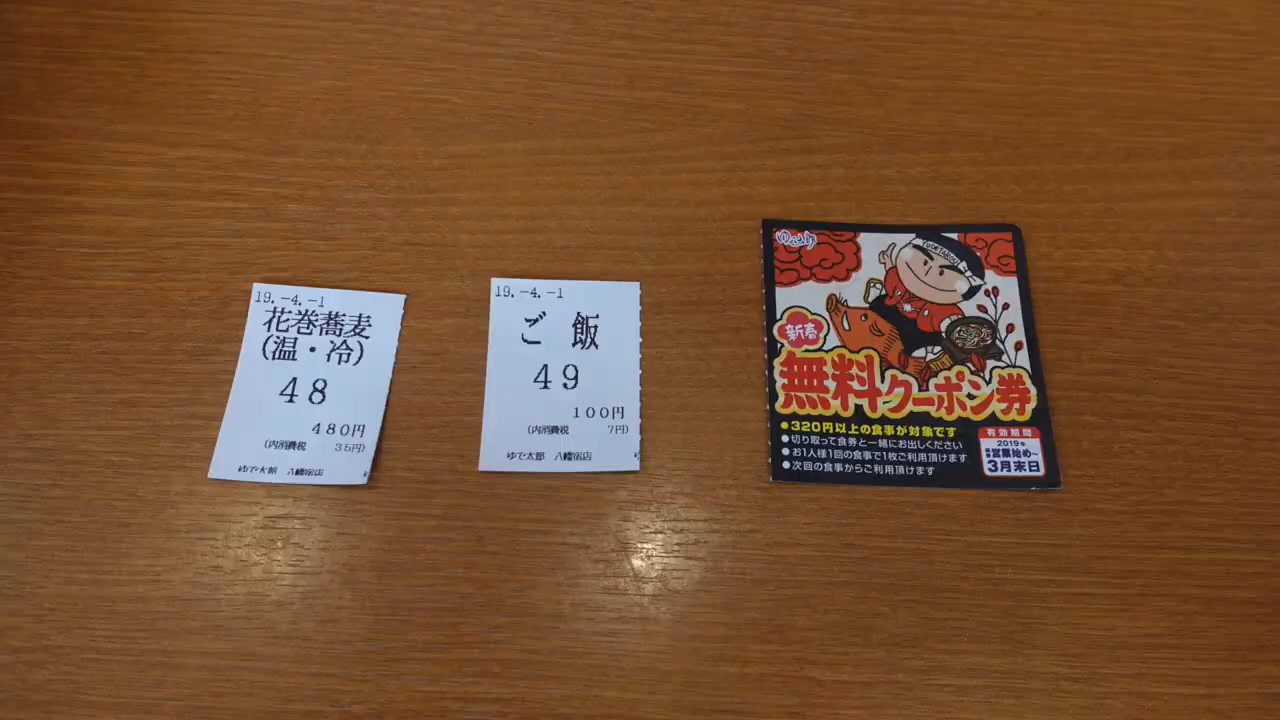 19.-4.-1
花巻蕎麦
(温・冷)
48
480円
(内消費税 35円)
ゆで太郎 八幡宿店
19.-4.-1
ご飯
49
100円
(内消費税 7円)
ゆで太郎 八幡宿店
ゆで太郎
YUDETAROU
新春
無料クーポン券
●320円以上の食事が対象です
●切り取って食券と一緒にお出しください
●お1人様1回の食事で1枚ご利用頂けます
●次回の食事からご利用頂けます
有効期間
2019年
営業始め~
3月末日